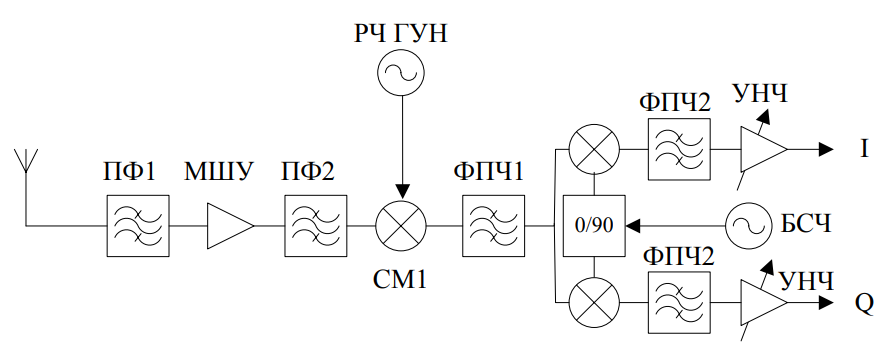 РЧ ГУН
ФПЧ2
УНЧ
I
ПФ1
МШУ
ПФ2
ФПЧ1
0/90
БСЧ
СМ1
ФПЧ2
УНЧ
Q